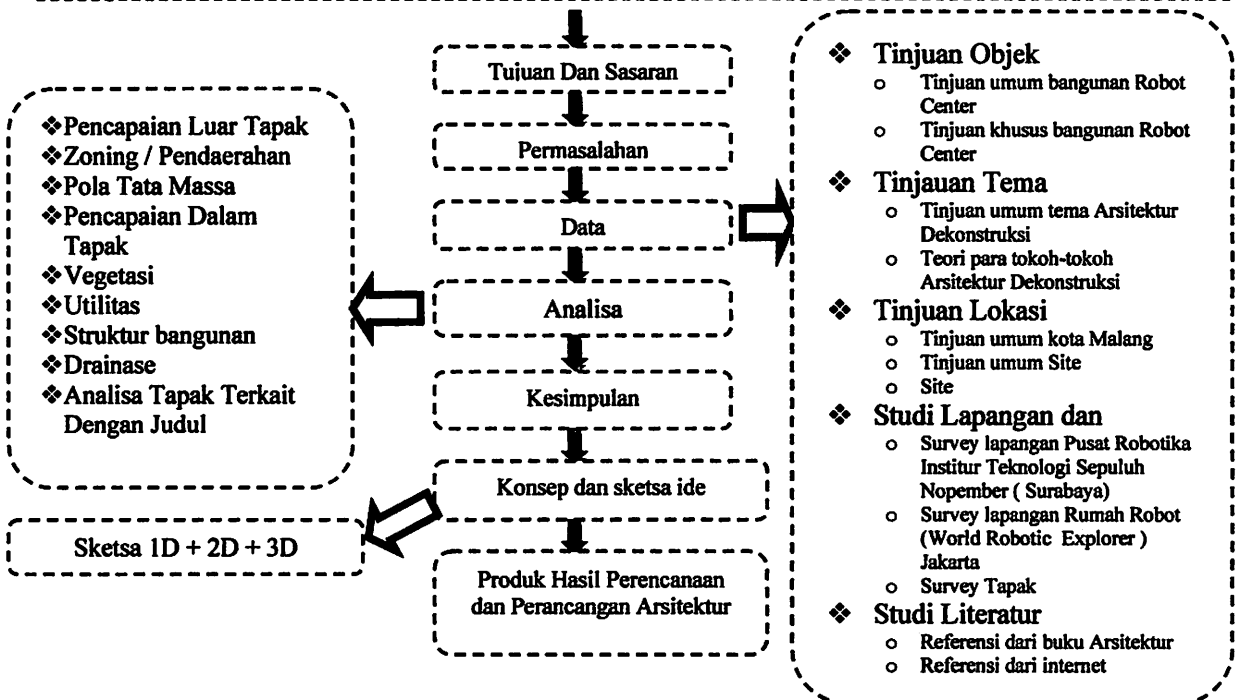 Tujuan Dan Sasaran
Permasalahan
Data
Analisa
Kesimpulan
Konsep dan sketsa ide
Produk Hasil Perencanaan
dan Perancangan Arsitektur
❖Pencapaian Luar Tapak
❖Zoning / Pendaerahan
❖Pola Tata Massa
❖Pencapaian Dalam
Tapak
❖Vegetasi
❖Utilitas
❖Struktur bangunan
❖Drainase
❖Analisa Tapak Terkait
Dengan Judul
Sketsa 1D + 2D + 3D
❖ Tinjuan Objek
o Tinjuan umum bangunan Robot
Center
o Tinjuan khusus bangunan Robot
Center
❖ Tinjauan Tema
o Tinjuan umum tema Arsitektur
Dekonstruksi
o Teori para tokoh-tokoh
Arsitektur Dekonstruksi
❖ Tinjuan Lokasi
o Tinjuan umum kota Malang
o Tinjuan umum Site
o Site
❖ Studi Lapangan dan
o Survey lapangan Pusat Robotika
Institur Teknologi Sepuluh
Nopember ( Surabaya)
o Survey lapangan Rumah Robot
(World Robotic Explorer )
Jakarta
o Survey Tapak
❖ Studi Literatur
o Referensi dari buku Arsitektur
o Referensi dari internet